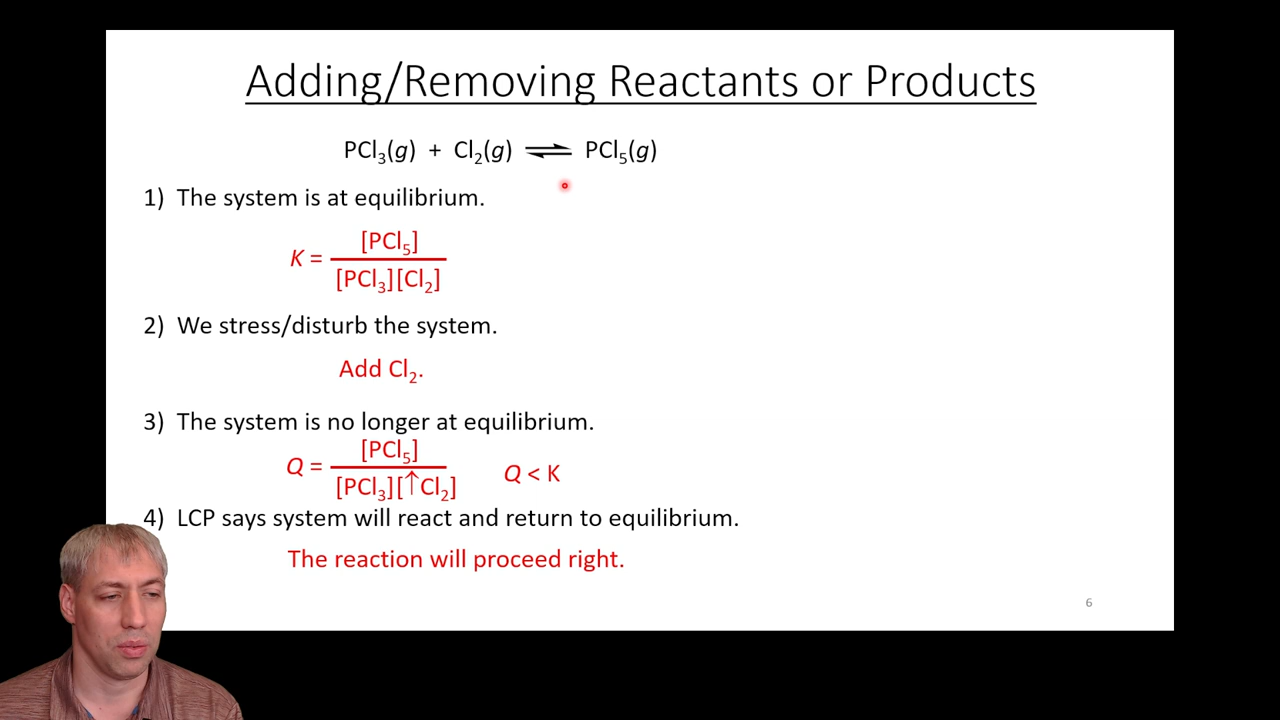 Adding/Removing Reactants or Products
PCl₃(g) + Cl₂(g) ⇌ PCl₅(g)
1) The system is at equilibrium.
K = [PCl₅] / [PCl₃][Cl₂]
2) We stress/disturb the system.
Add Cl₂.
3) The system is no longer at equilibrium.
Q = [PCl₅] / [PCl₃][↑Cl₂] Q < K
4) LCP says system will react and return to equilibrium.
The reaction will proceed right.
6